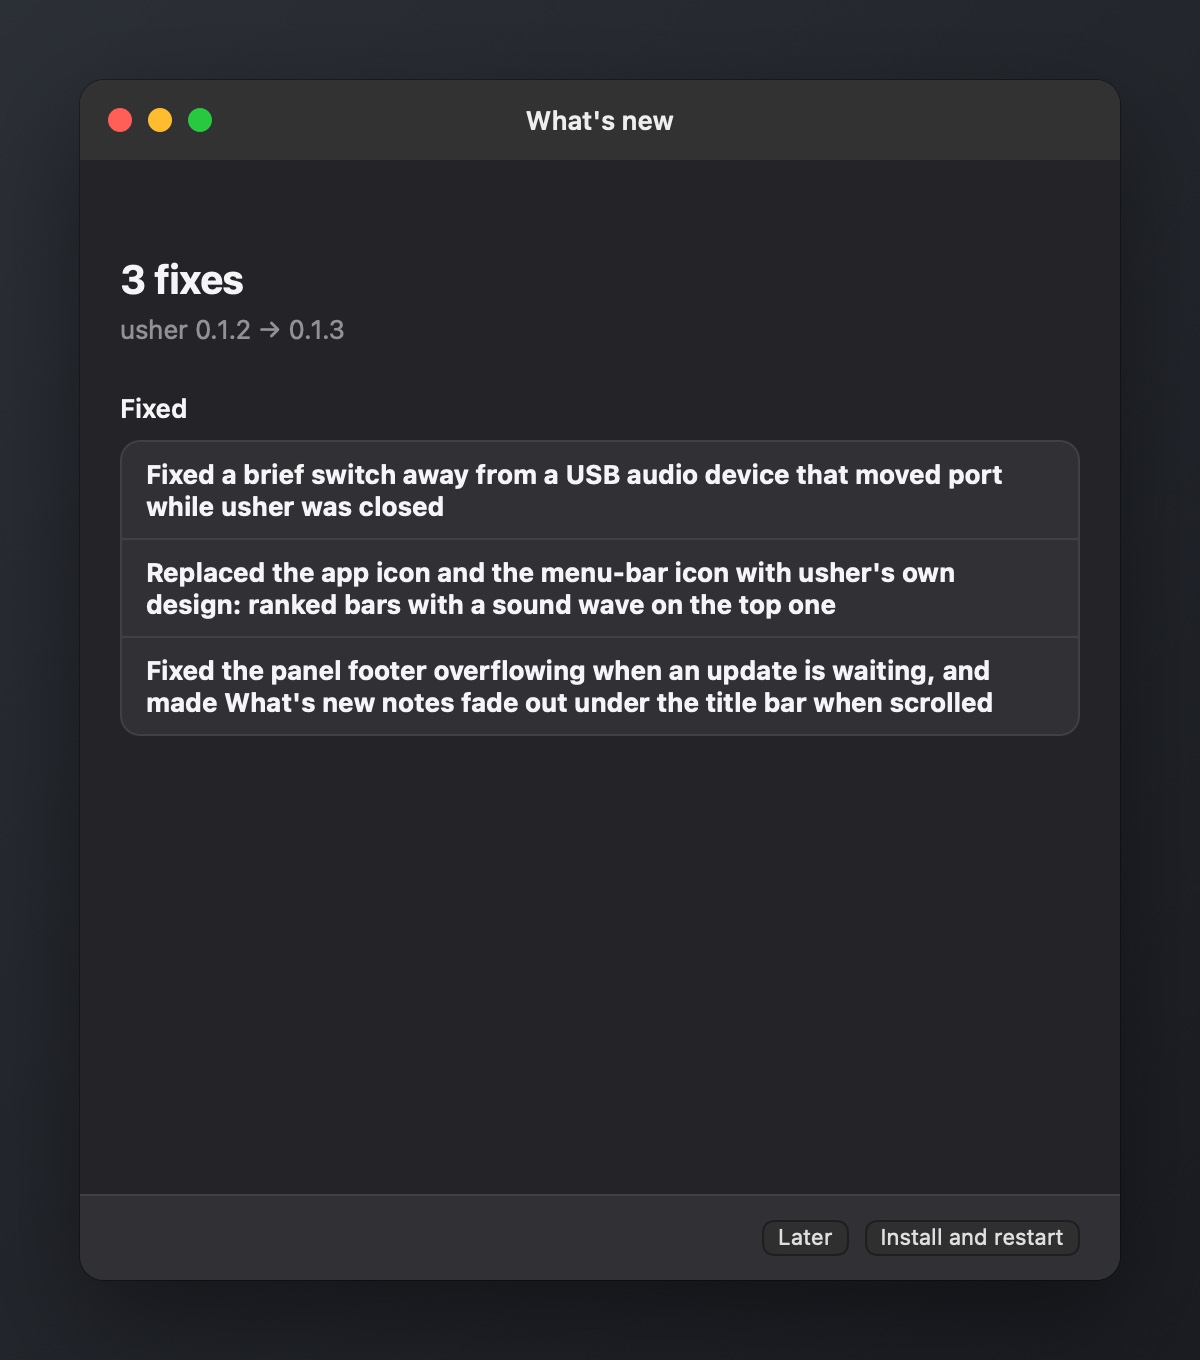 What's new
3 fixes
usher 0.1.2 → 0.1.3
Fixed
Fixed a brief switch away from a USB audio device that moved port
while usher was closed
Replaced the app icon and the menu-bar icon with usher's own
design: ranked bars with a sound wave on the top one
Fixed the panel footer overflowing when an update is waiting, and
made What's new notes fade out under the title bar when scrolled
Later
Install and restart